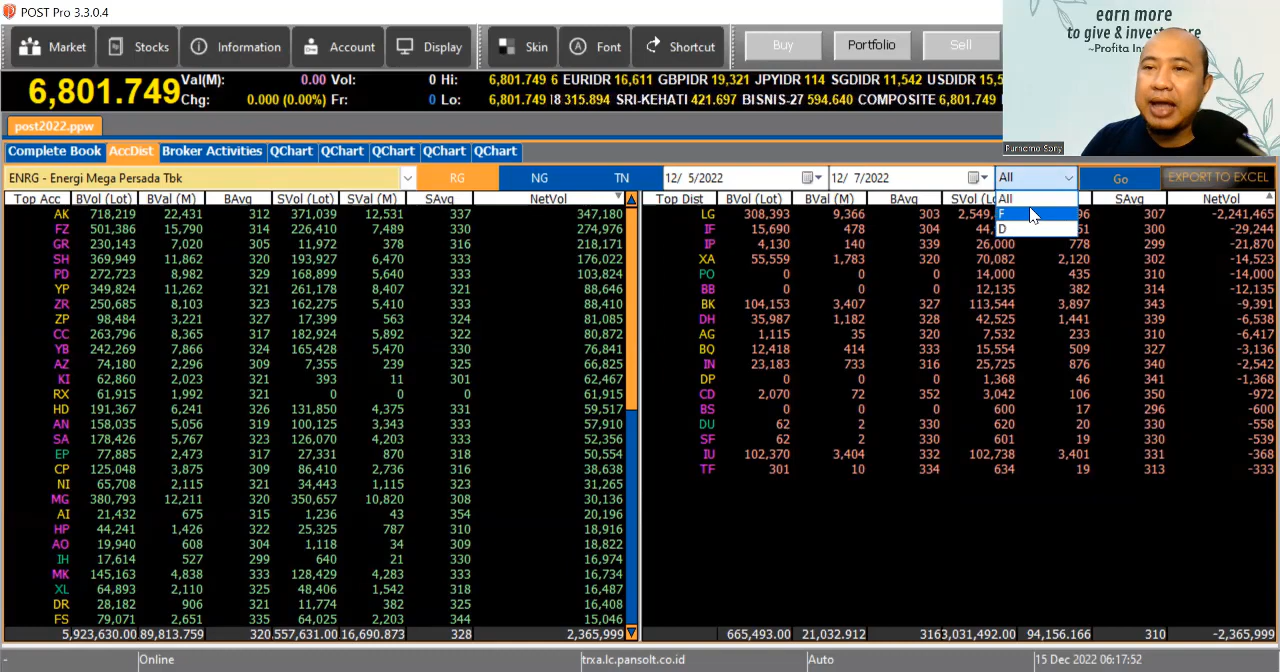 POST Pro 3.3.0.4
earn more
to give & invest more
~Profita In
Market Stocks Information Account Display Skin Font Shortcut Buy Portfolio Sell
6,801.749 Val(M): 0.00 Vol: 0 Hi: 6,801.749 6 EURIDR 16,611 GBPIDR 19,321 JPYIDR 114 SGDIDR 11,542 USDIDR 15,5
Chg: 0.000 (0.00%) Fr: 0 Lo: 6,801.749 I8 315.894 SRI-KEHATI 421.697 BISNIS-27 594.640 COMPOSITE 6,801.749
post2022.ppw
Purnomo Sony
Complete Book AccDist Broker Activities QChart QChart QChart QChart QChart
ENRG - Energi Mega Persada Tbk RG NG TN 12/ 5/2022 12/ 7/2022 All Go EXPORT TO EXCEL
All
F
D
Top Acc BVol (Lot) BVal (M) BAvg SVol (Lot) SVal (M) SAvg NetVol
AK 718,219 22,431 312 371,039 12,531 337 347,180
FZ 501,386 15,790 314 226,410 7,489 330 274,976
GR 230,143 7,020 305 11,972 378 316 218,171
SH 369,949 11,862 320 193,927 6,470 333 176,022
PD 272,723 8,982 329 168,899 5,640 333 103,824
YP 349,824 11,262 321 261,178 8,407 321 88,646
ZR 250,685 8,103 323 162,275 5,410 333 88,410
ZP 98,484 3,221 327 17,399 563 324 81,085
CC 263,796 8,365 317 182,924 5,892 322 80,872
YB 242,269 7,866 324 165,428 5,470 330 76,841
AZ 74,180 2,296 309 7,355 239 325 66,825
KI 62,860 2,023 321 393 11 301 62,467
RX 61,915 1,992 321 0 0 0 61,915
HD 191,367 6,241 326 131,850 4,375 331 59,517
AN 158,035 5,056 319 100,125 3,343 333 57,910
SA 178,426 5,767 323 126,070 4,203 333 52,356
EP 77,885 2,473 317 27,331 870 318 50,554
CP 125,048 3,875 309 86,410 2,736 316 38,638
NI 65,708 2,115 321 34,443 1,115 323 31,265
MG 380,793 12,211 320 350,657 10,820 308 30,136
AI 21,432 675 315 1,236 43 354 20,196
HP 44,241 1,426 322 25,325 787 310 18,916
AO 19,940 608 304 1,118 34 309 18,822
IH 17,614 527 299 640 21 330 16,974
MK 145,163 4,838 333 128,429 4,283 333 16,734
XL 64,893 2,110 325 48,406 1,542 318 16,487
DR 28,182 906 321 11,774 382 325 16,408
FS 79,071 2,651 335 64,025 2,203 344 15,046
5,923,630.00 89,813.759 320 .557,631.00 16,690.873 328 2,365,999
Top Dist BVol (Lot) BVal (M) BAvg SVol (Lo SAvg NetVol
LG 308,393 9,366 303 2,549, 96 307 -2,241,465
IF 15,690 478 304 44, 51 300 -29,244
IP 4,130 140 339 26,000 778 299 -21,870
XA 55,559 1,783 320 70,082 2,120 302 -14,523
PO 0 0 0 14,000 435 310 -14,000
BB 0 0 0 12,135 382 314 -12,135
BK 104,153 3,407 327 113,544 3,897 343 -9,391
DH 35,987 1,182 328 42,525 1,441 339 -6,538
AG 1,115 35 320 7,532 233 310 -6,417
BQ 12,418 414 333 15,554 509 327 -3,136
IN 23,183 733 316 25,725 876 340 -2,542
DP 0 0 0 1,368 46 341 -1,368
CD 2,070 72 352 3,042 106 350 -972
BS 0 0 0 600 17 296 -600
DU 62 2 330 620 20 330 -558
SF 62 2 330 601 19 330 -539
IU 102,370 3,404 332 102,738 3,401 331 -368
TF 301 10 334 634 19 313 -333
665,493.00 21,032.912 316 3,031,492.00 94,156.166 310 -2,365,999
- Online trxa.lc.pansolt.co.id Auto 15 Dec 2022 06:17:52